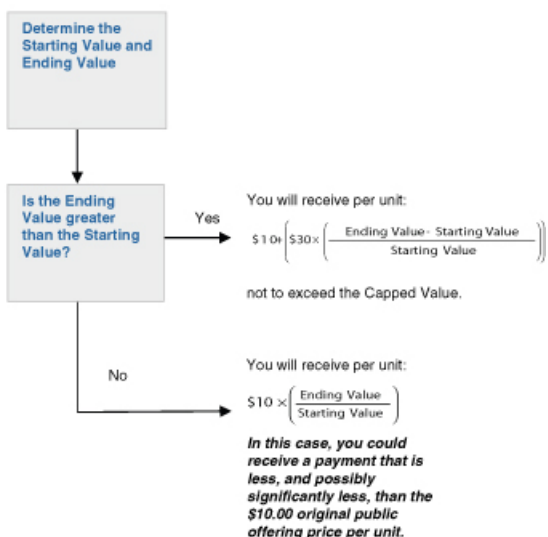 Determine the
Starting Value and
Ending Value
Is the Ending
Value greater
than the Starting
Value?
Yes
You will receive per unit:
$10+($30×(Ending Value- Starting Value
Starting Value))
not to exceed the Capped Value.
No
You will receive per unit:
$10 ×(Ending Value
Starting Value)
In this case, you could
receive a payment that is
less, and possibly
significantly less, than the
$10.00 original public
offering price per unit.